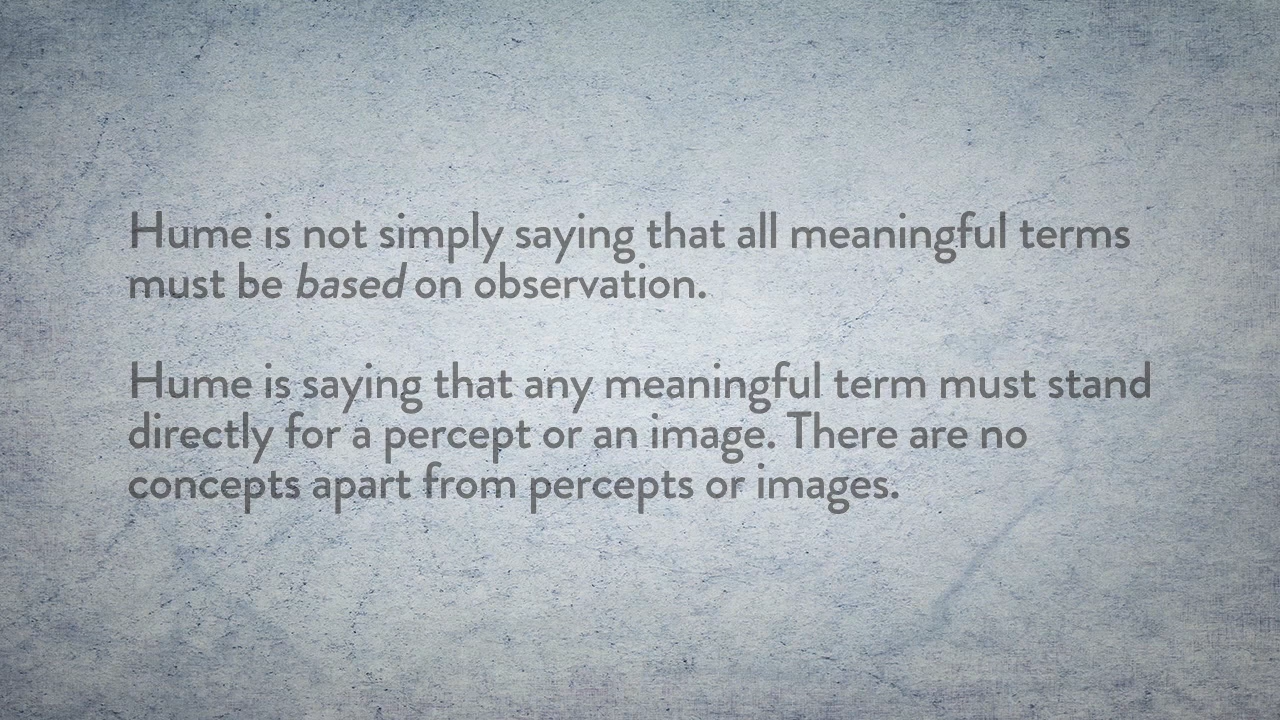 Hume is not simply saying that all meaningful terms
must be based on observation.
Hume is saying that any meaningful term must stand
directly for a percept or an image. There are no
concepts apart from percepts or images.